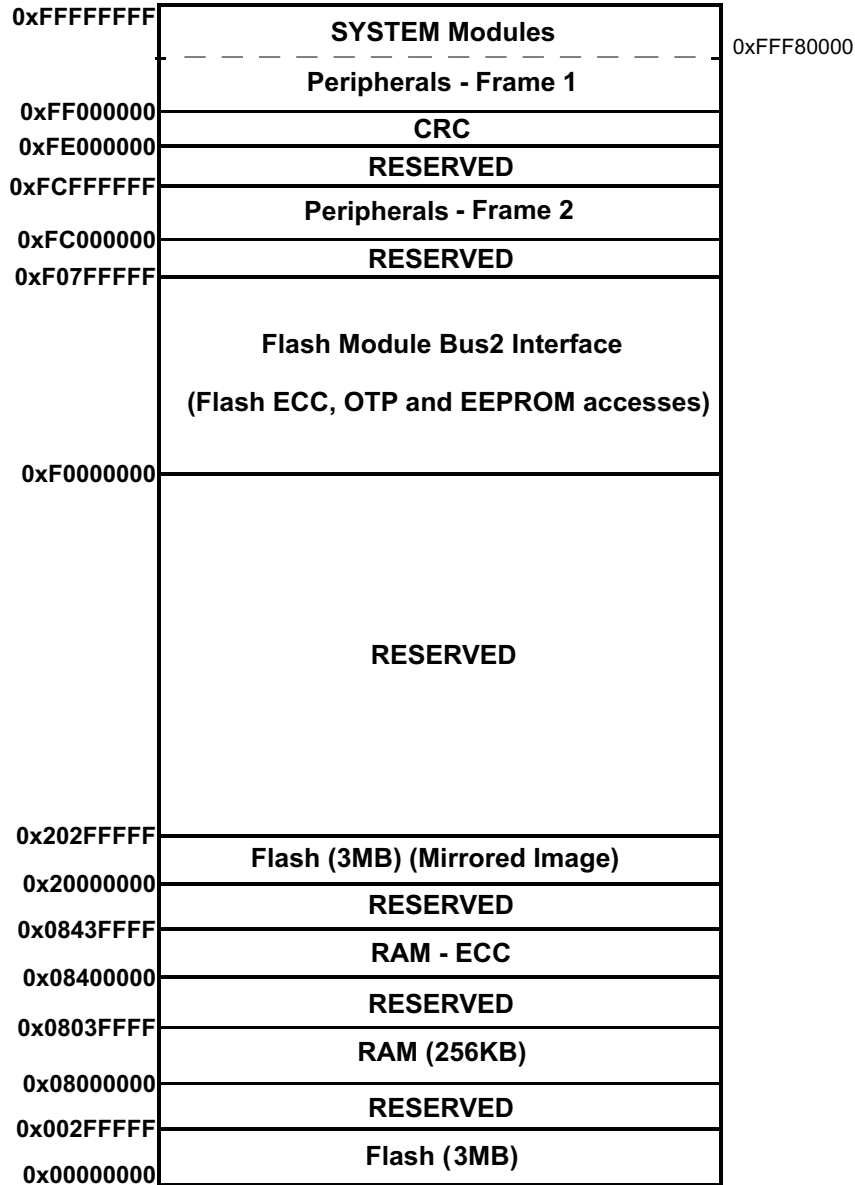 0xFFFFFFFF
SYSTEM Modules
0xFFF80000
Peripherals - Frame 1
0xFF000000
CRC
0xFE000000
RESERVED
0xFCFFFFFF
Peripherals - Frame 2
0xFC000000
RESERVED
0xF07FFFFF
Flash Module Bus2 Interface
(Flash ECC, OTP and EEPROM accesses)
0xF0000000
RESERVED
0x202FFFFF
Flash (3MB) (Mirrored Image)
0x20000000
RESERVED
0x0843FFFF
RAM - ECC
0x08400000
RESERVED
0x0803FFFF
RAM (256KB)
0x08000000
RESERVED
0x002FFFFF
Flash (3MB)
0x00000000